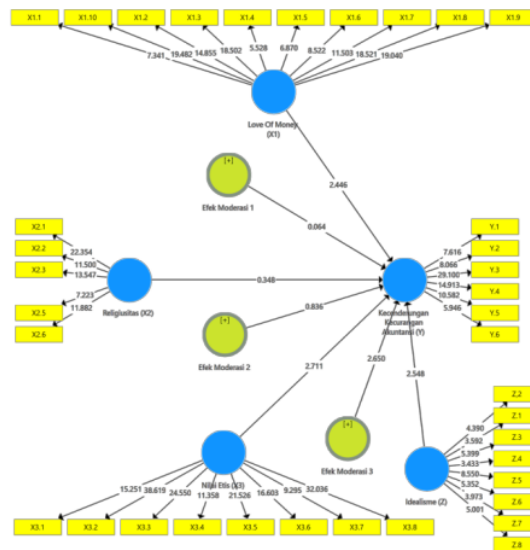 X1.1 X1.10 X1.2 X1.3 X1.4 X1.5 X1.6 X1.7 X1.8 X1.9
7.341 19.482 14.855 18.502 5.528 6.870 8.522 11.503 18.521 19.040
Love Of Money
(X1)
[+]
Efek Moderasi 1
2.446
0.064
X2.1
X2.2
X2.3
X2.5
X2.6
22.354
11.500
13.547
7.223
11.882
Religiusitas (X2)
0.348
Kecenderungan
Kecurangan
Akuntansi (Y)
7.616
8.066
29.100
14.913
10.582
5.946
Y.1
Y.2
Y.3
Y.4
Y.5
Y.6
[+]
Efek Moderasi 2
0.836
2.711
2.650
2.548
[+]
Efek Moderasi 3
Nilai Etis (X3)
15.251 38.619 24.550 11.358 21.526 16.603 9.295 32.036
X3.1 X3.2 X3.3 X3.4 X3.5 X3.6 X3.7 X3.8
Idealisme (Z)
4.390
3.592
5.399
3.433
8.550
5.352
3.973
5.001
Z,2
Z.1
Z.3
Z.4
Z.5
Z.6
Z.7
Z.8